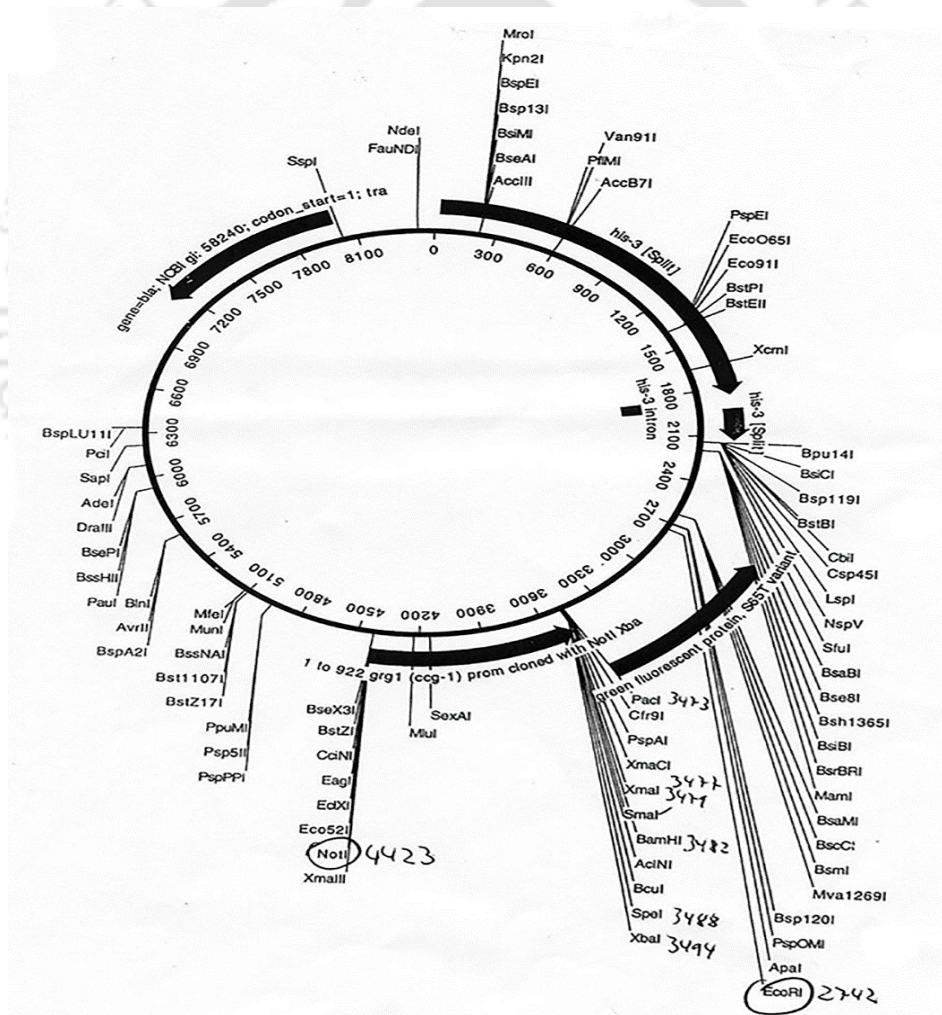 MroI
Kpn2I
BspEI
Bsp13I
BsiMI
BseAI
AccIII
Van91I
PflMI
AccB7I
NdeI
FauNDI
SspI
gene=bla; NCBI gi: 58240; codon_start=1; tra
his-3 [Split]
PspEI
EcoO65I
Eco91I
BstPI
BstEII
XcmI
his-3 [Split]
his-3 intron
0
300
600
900
1200
1500
1800
2100
2400
2700
3000
3300
3600
3900
4200
4500
4800
5100
5400
5700
6000
6300
6600
6900
7200
7500
7800
8100
Bpu14I
BsiCI
Bsp119I
BstBI
CbiI
Csp45I
LspI
NspV
SfuI
BsaBI
Bse8I
Bsh1365I
BsiBI
BsrBRI
MamI
BsaMI
BscCI
BsmI
Mva1269I
Bsp120I
PspOMI
ApaI
EcoRI 2742
green fluorescent protein, S65T variant
PacI 3473
Cfr9I
PspAI
XmaCI
XmaI 3477
SmaI 3479
BamHI 3482
AclNI
BcuI
SpeI 3488
XbaI 3494
1 to 922 grg1 (ccg-1) prom cloned with NotI Xba
SexAI
MluI
BseX3I
BstZI
CciNI
EagI
EclXI
Eco52I
NotI 4423
XmaIII
MfeI
MunI
BssNAI
Bst1107I
BstZ17I
PpuMI
Psp5II
PspPPI
BspLU11I
PciI
SapI
AdeI
DraIII
BsePI
BssHII
PauI
BlnI
AvrII
BspA2I